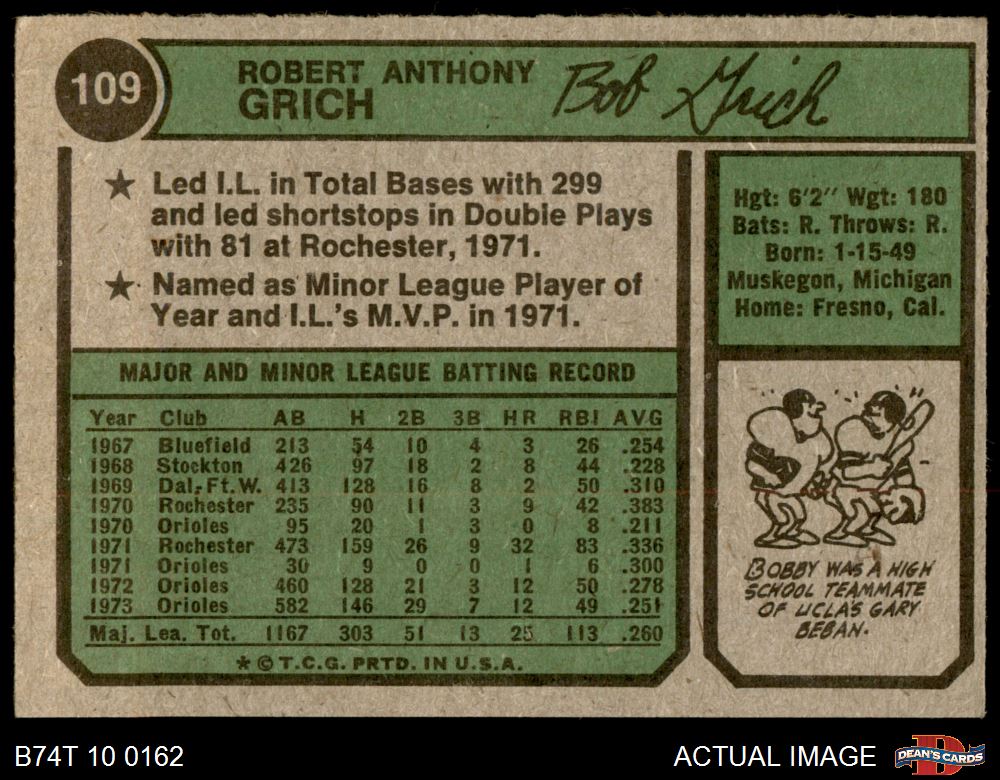 109
ROBERT ANTHONY
GRICH
Bob Grich
★ Led I.L. in Total Bases with 299
and led shortstops in Double Plays
with 81 at Rochester, 1971.
★ Named as Minor League Player of
Year and I.L.'s M.V.P. in 1971.
Hgt: 6'2" Wgt: 180
Bats: R. Throws: R.
Born: 1-15-49
Muskegon, Michigan
Home: Fresno, Cal.
MAJOR AND MINOR LEAGUE BATTING RECORD
Year Club AB H 2B 3B HR RBI AVG
1967 Bluefield 213 54 10 4 3 26 .254
1968 Stockton 426 97 18 2 8 44 .228
1969 Dal.-Ft.W. 413 128 16 8 2 50 .310
1970 Rochester 235 90 11 3 9 42 .383
1970 Orioles 95 20 1 3 0 8 .211
1971 Rochester 473 159 26 9 32 83 .336
1971 Orioles 30 9 0 0 1 6 .300
1972 Orioles 460 128 21 3 12 50 .278
1973 Orioles 582 146 29 7 12 49 .251
Maj. Lea. Tot. 1167 303 51 13 25 113 .260
★ © T.C.G. PRTD. IN U.S.A.
BOBBY WAS A HIGH
SCHOOL TEAMMATE
OF UCLA'S GARY
BEBAN.
B74T 10 0162
ACTUAL IMAGE
D
DEAN'S CARDS